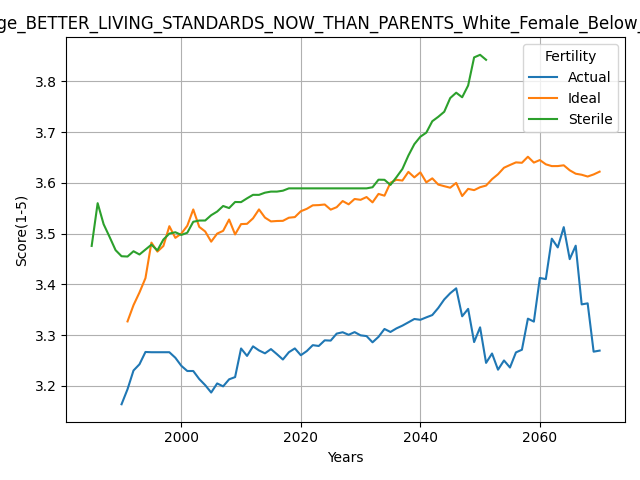 ge_BETTER_LIVING_STANDARDS_NOW_THAN_PARENTS_White_Female_Below_
Fertility
Actual
Ideal
Sterile
Score(1-5)
3.8
3.7
3.6
3.5
3.4
3.3
3.2
2000 2020 2040 2060
Years